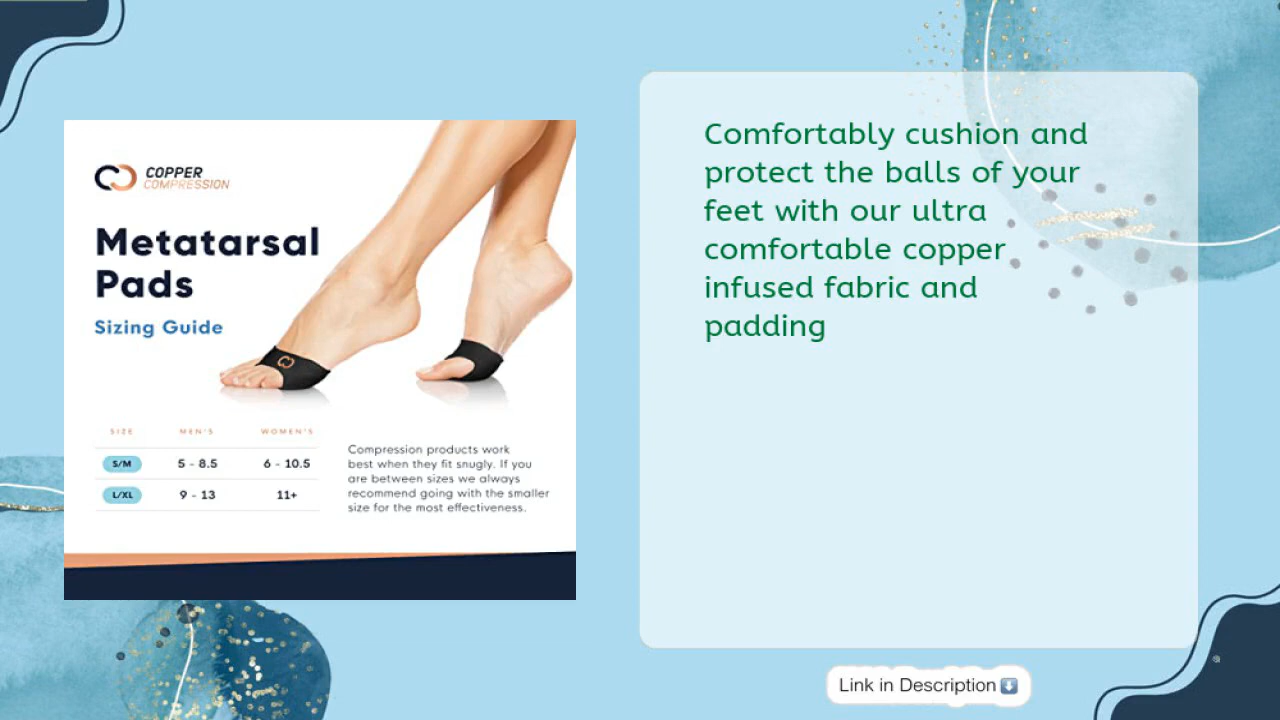 COPPER
COMPRESSION
Metatarsal
Pads
Sizing Guide
SIZE MEN'S WOMEN'S
S/M 5 - 8.5 6 - 10.5
L/XL 9 - 13 11+
Compression products work
best when they fit snugly. If you
are between sizes we always
recommend going with the smaller
size for the most effectiveness.
Comfortably cushion and
protect the balls of your
feet with our ultra
comfortable copper
infused fabric and
padding
Link in Description